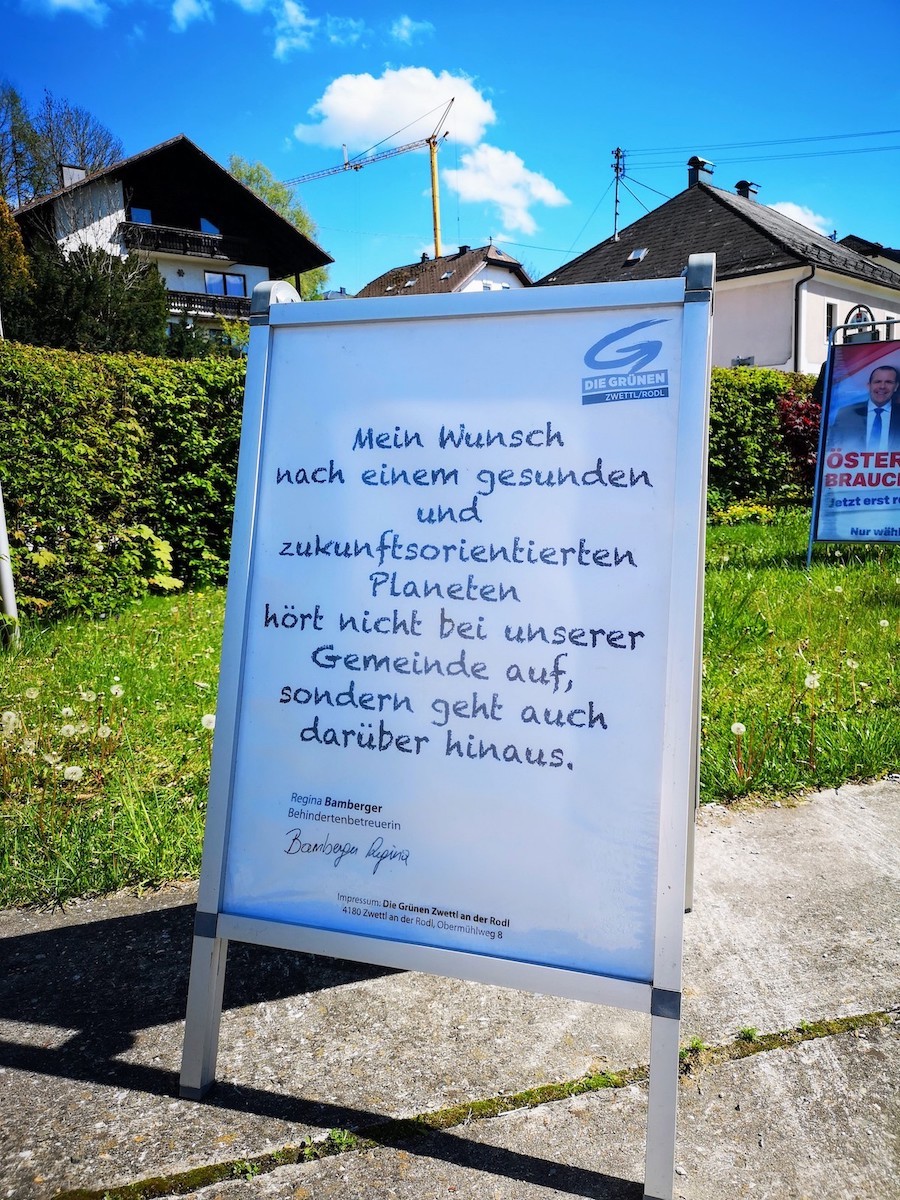 DIE GRÜNEN
ZWETTL/RODL
Mein Wunsch
nach einem gesunden
und
zukunftsorientierten
Planeten
hört nicht bei unserer
Gemeinde auf,
sondern geht auch
darüber hinaus.
Regina Bamberger
Behindertenbetreuerin
Bamberger Regina
Impressum: Die Grünen Zwettl an der Rodl
4180 Zwettl an der Rodl, Obermühlweg 8
ÖSTER
BRAUC
Jetzt erst re
Nur wäh